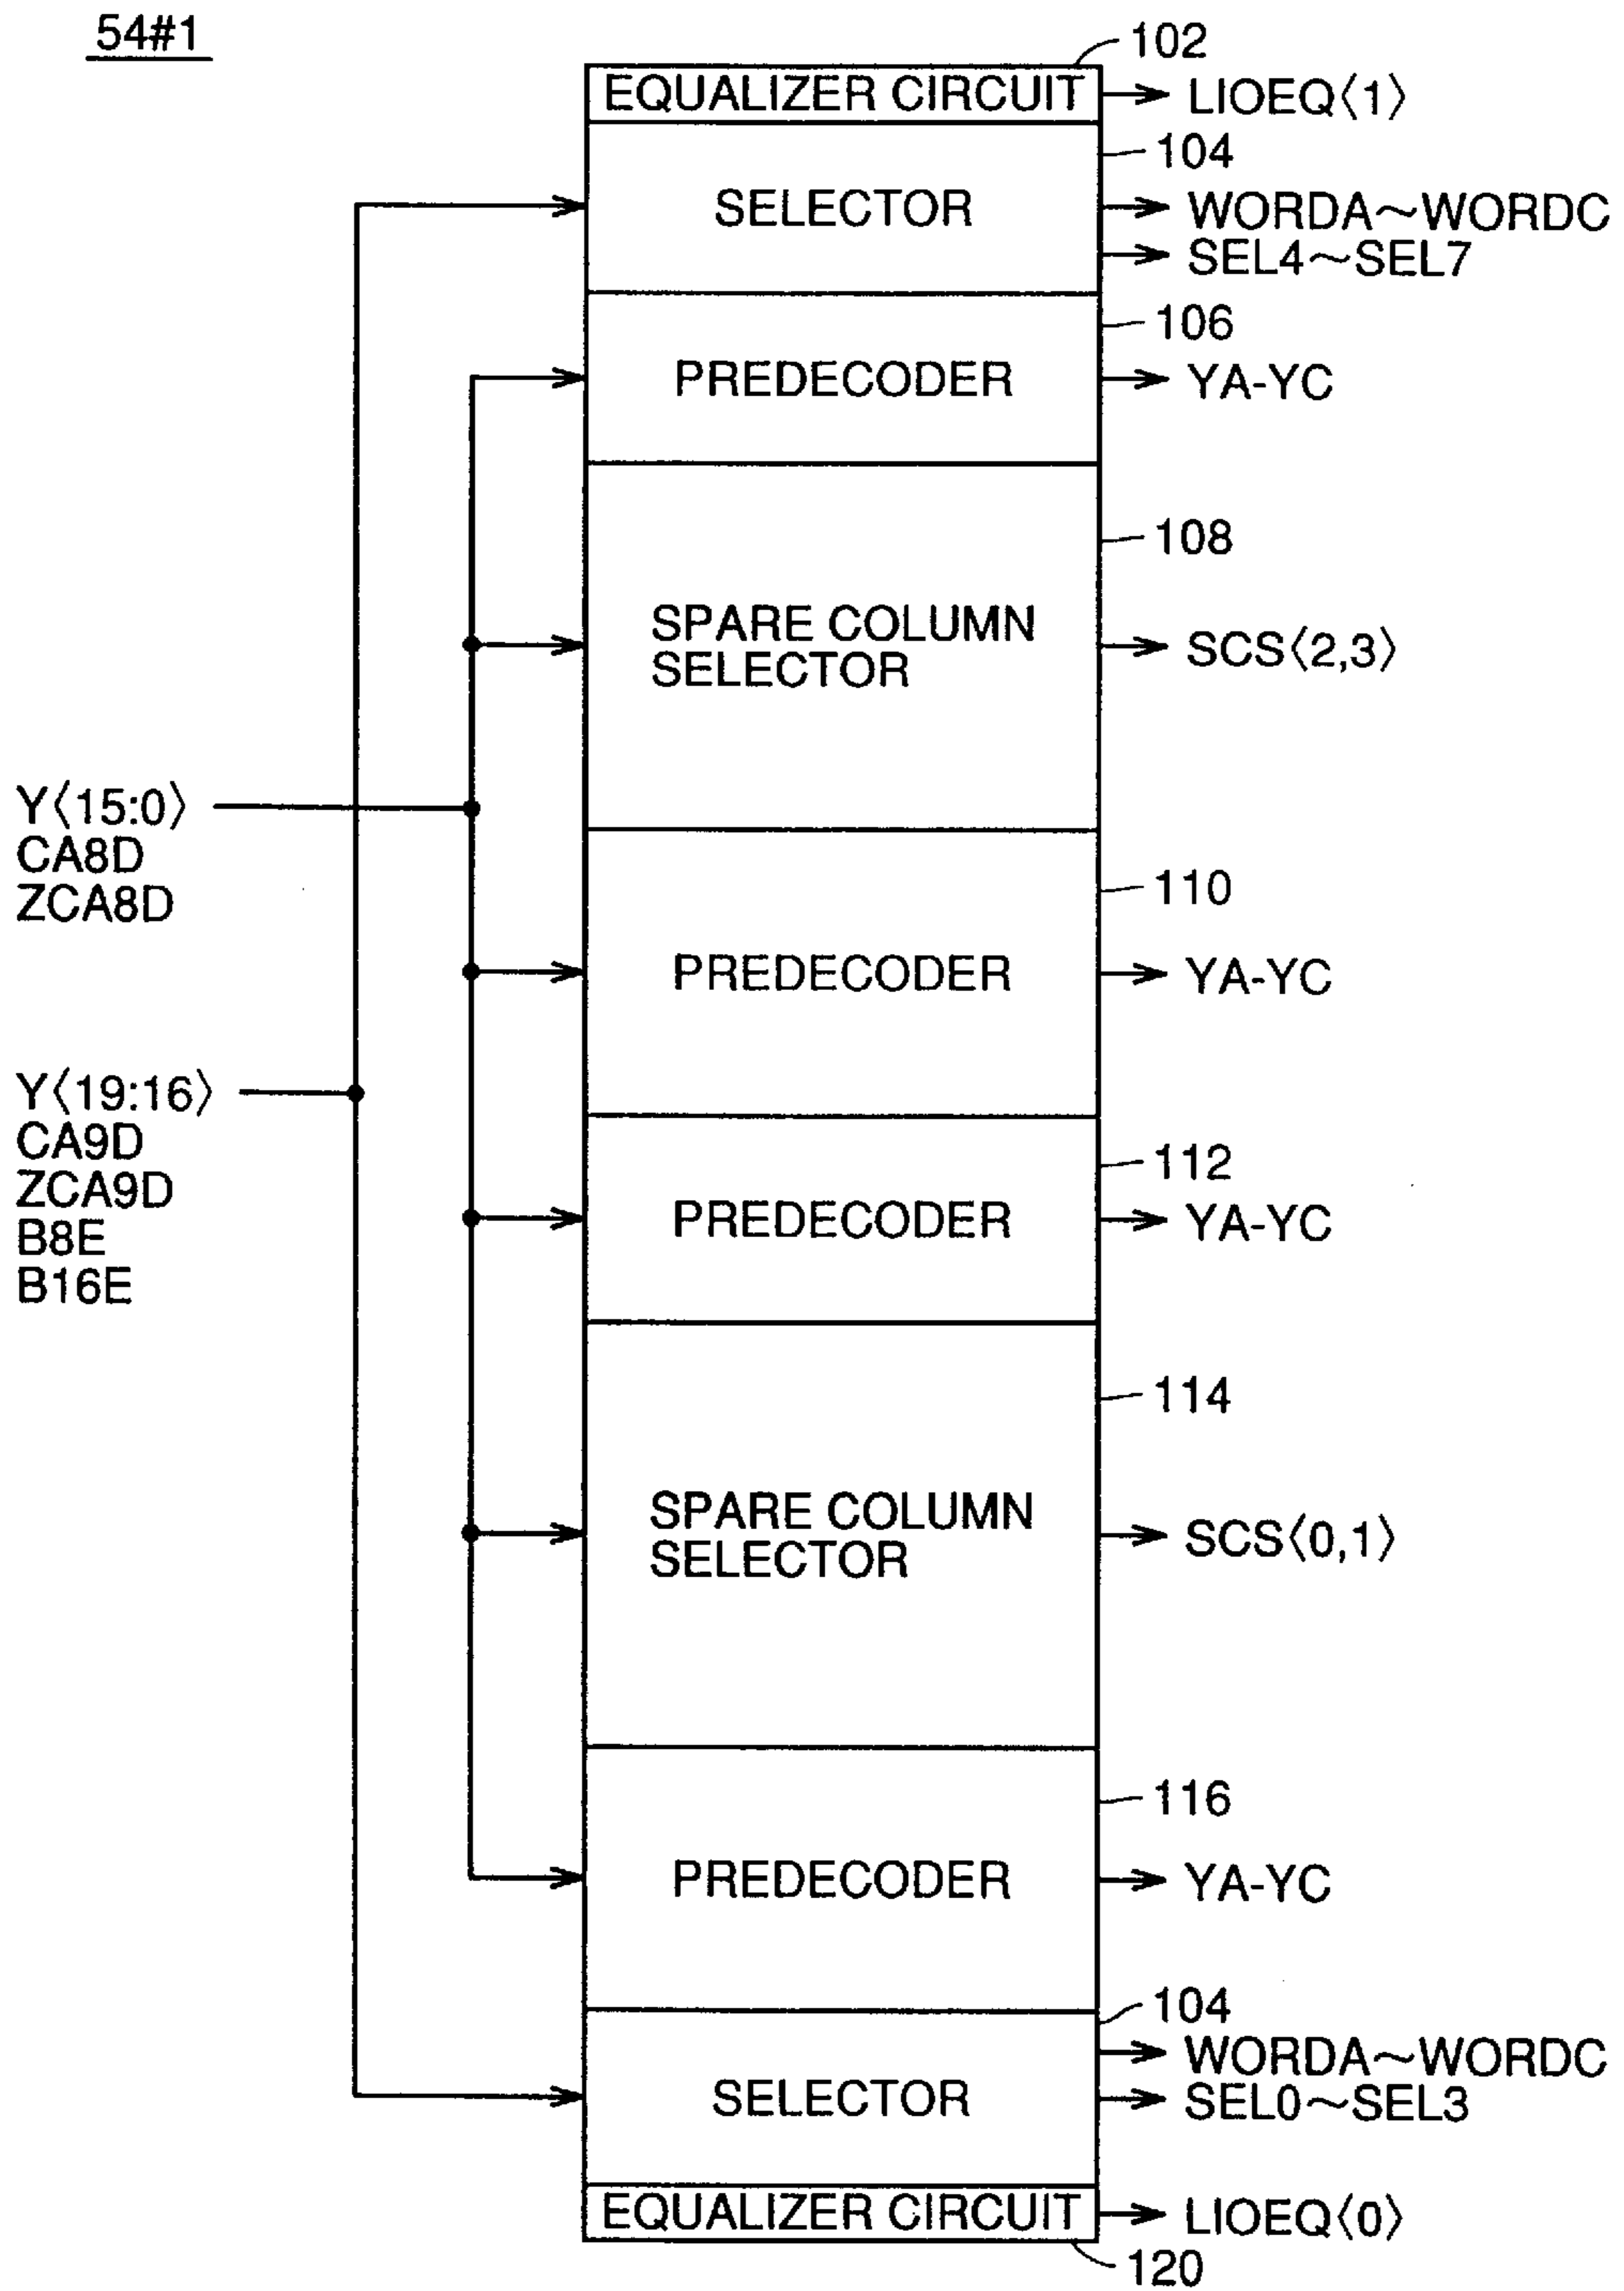 54#1
102
EQUALIZER CIRCUIT
LIOEQ⟨1⟩
104
SELECTOR
WORDA~WORDC
SEL4~SEL7
106
PREDECODER
YA-YC
108
SPARE COLUMN
SELECTOR
SCS⟨2,3⟩
Y⟨15:0⟩
CA8D
ZCA8D
110
PREDECODER
YA-YC
Y⟨19:16⟩
CA9D
ZCA9D
B8E
B16E
112
PREDECODER
YA-YC
114
SPARE COLUMN
SELECTOR
SCS⟨0,1⟩
116
PREDECODER
YA-YC
104
WORDA~WORDC
SELECTOR
SEL0~SEL3
EQUALIZER CIRCUIT
LIOEQ⟨0⟩
120